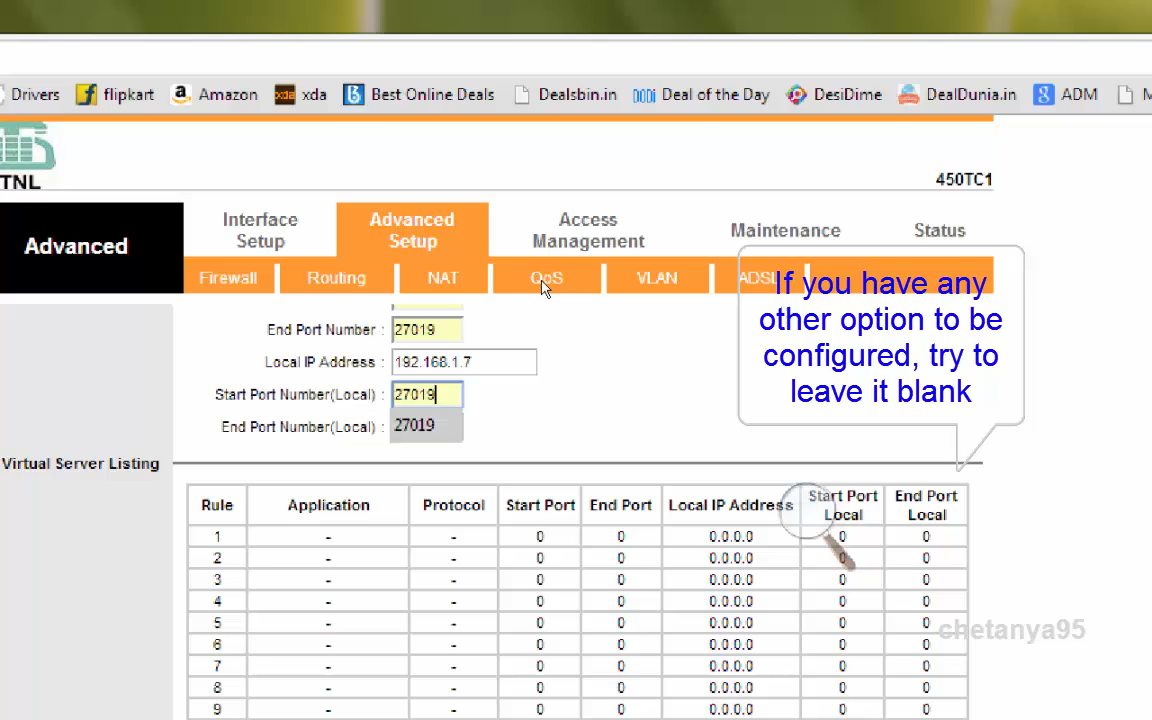 Drivers flipkart Amazon xda Best Online Deals Dealsbin.in Deal of the Day DesiDime DealDunia.in ADM M
TNL
450TC1
Advanced
Interface Setup
Advanced Setup
Access Management
Maintenance
Status
Firewall Routing NAT QoS VLAN ADSL
If you have any
other option to be
configured, try to
leave it blank
End Port Number : 27019
Local IP Address : 192.168.1.7
Start Port Number(Local) : 27019
End Port Number(Local) : 27019
Virtual Server Listing
Rule Application Protocol Start Port End Port Local IP Address Start Port Local End Port Local
1 - - 0 0 0.0.0.0 0 0
2 - - 0 0 0.0.0.0 0 0
3 - - 0 0 0.0.0.0 0 0
4 - - 0 0 0.0.0.0 0 0
5 - - 0 0 0.0.0.0 0 0
6 - - 0 0 0.0.0.0 0 0
7 - - 0 0 0.0.0.0 0 0
8 - - 0 0 0.0.0.0 0 0
9 - - 0 0 0.0.0.0 0 0
chetanya95